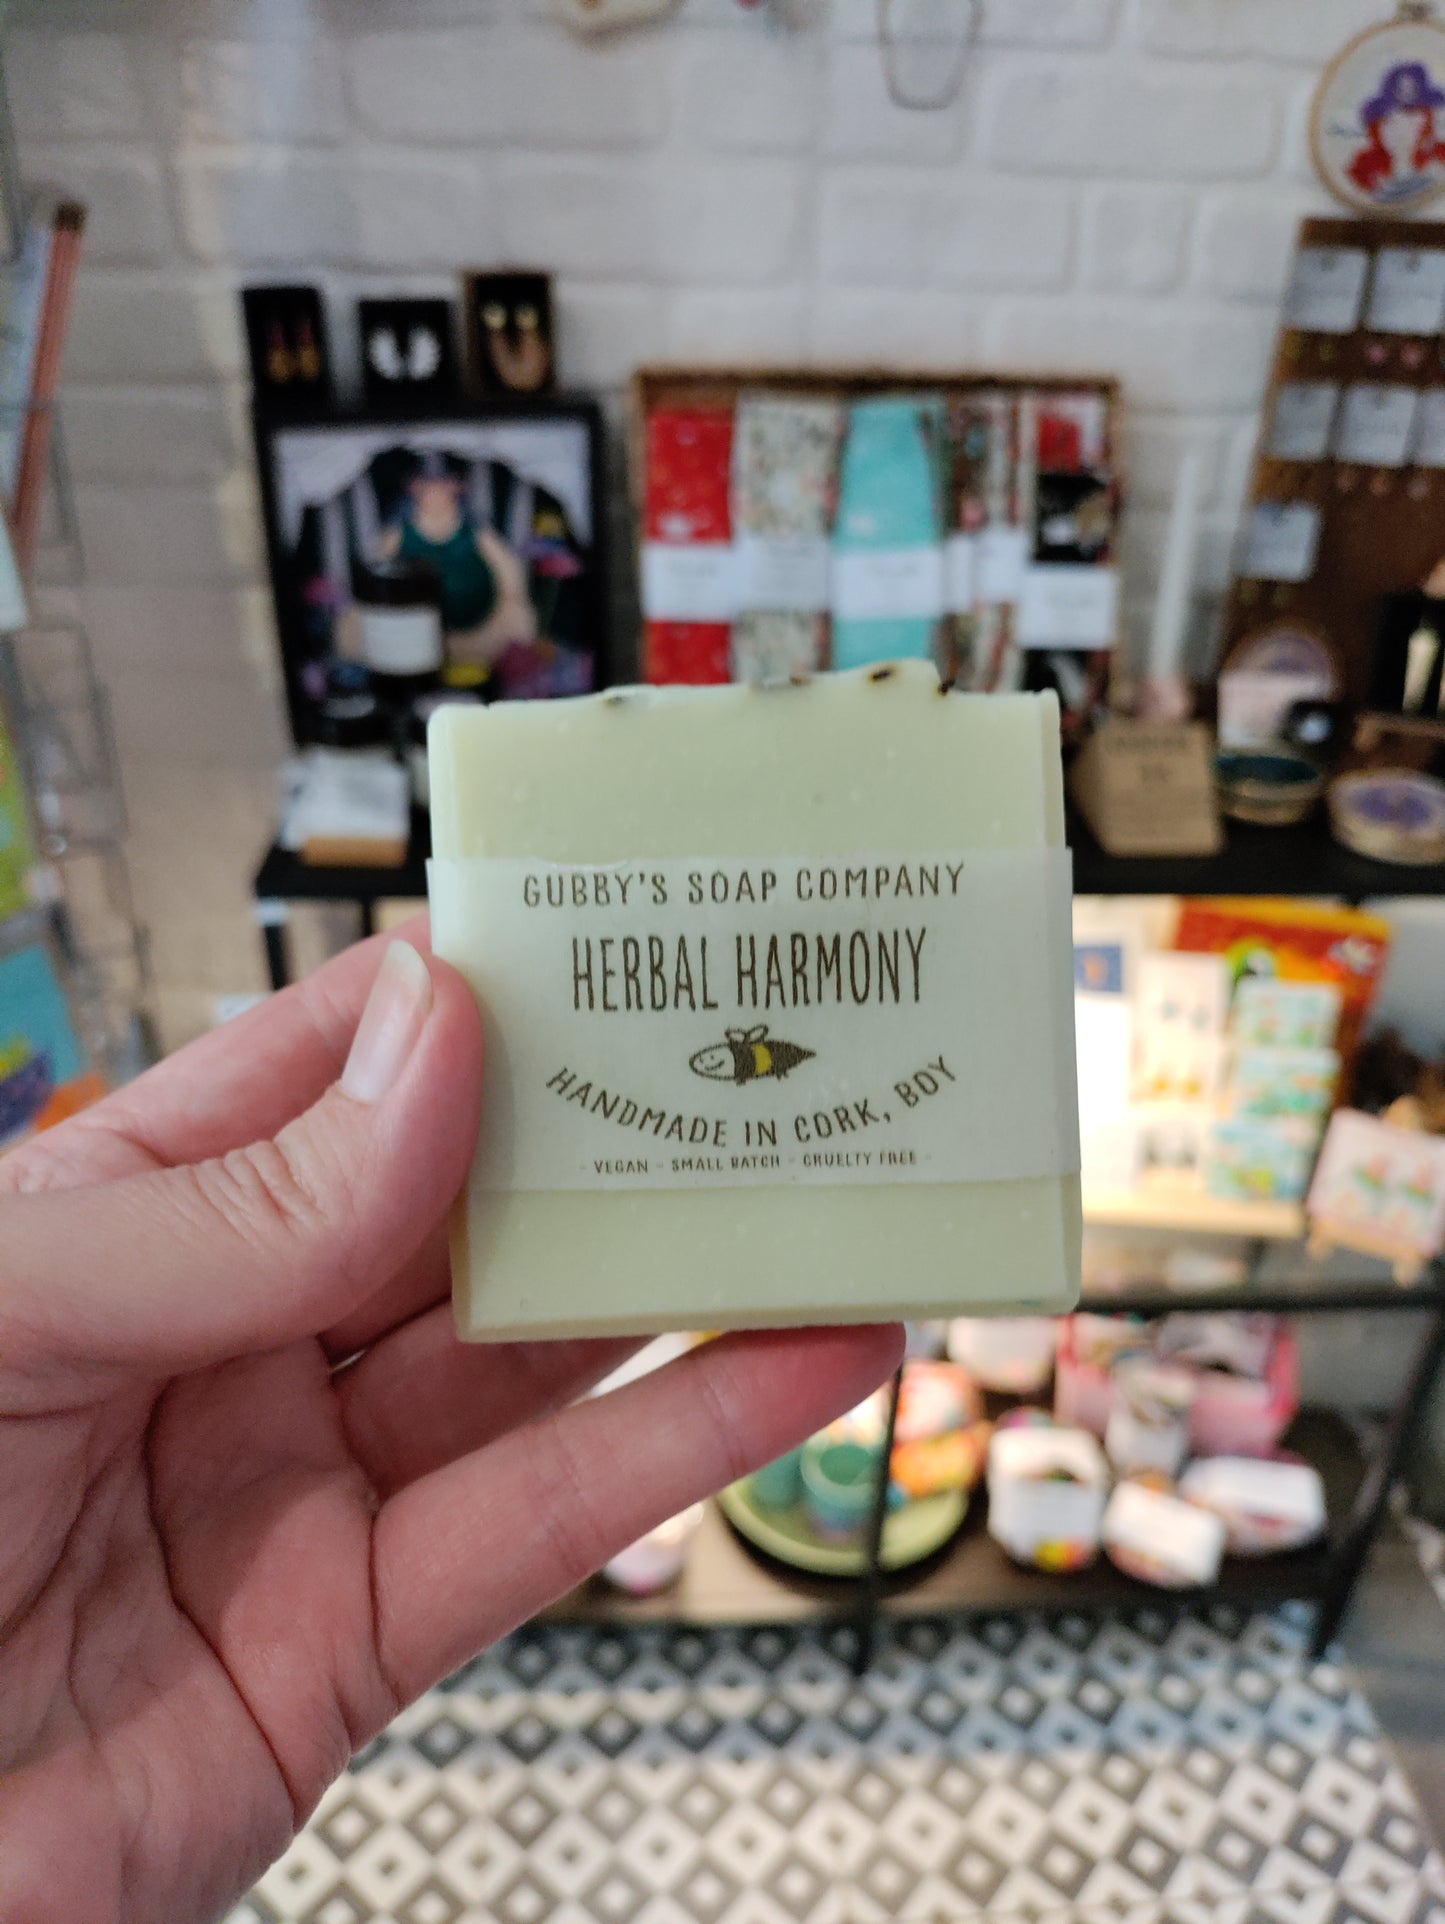 GUBBY'S SOAP COMPANY
HERBAL HARMONY
HANDMADE IN CORK, BOY
- VEGAN - SMALL BATCH - CRUELTY FREE -